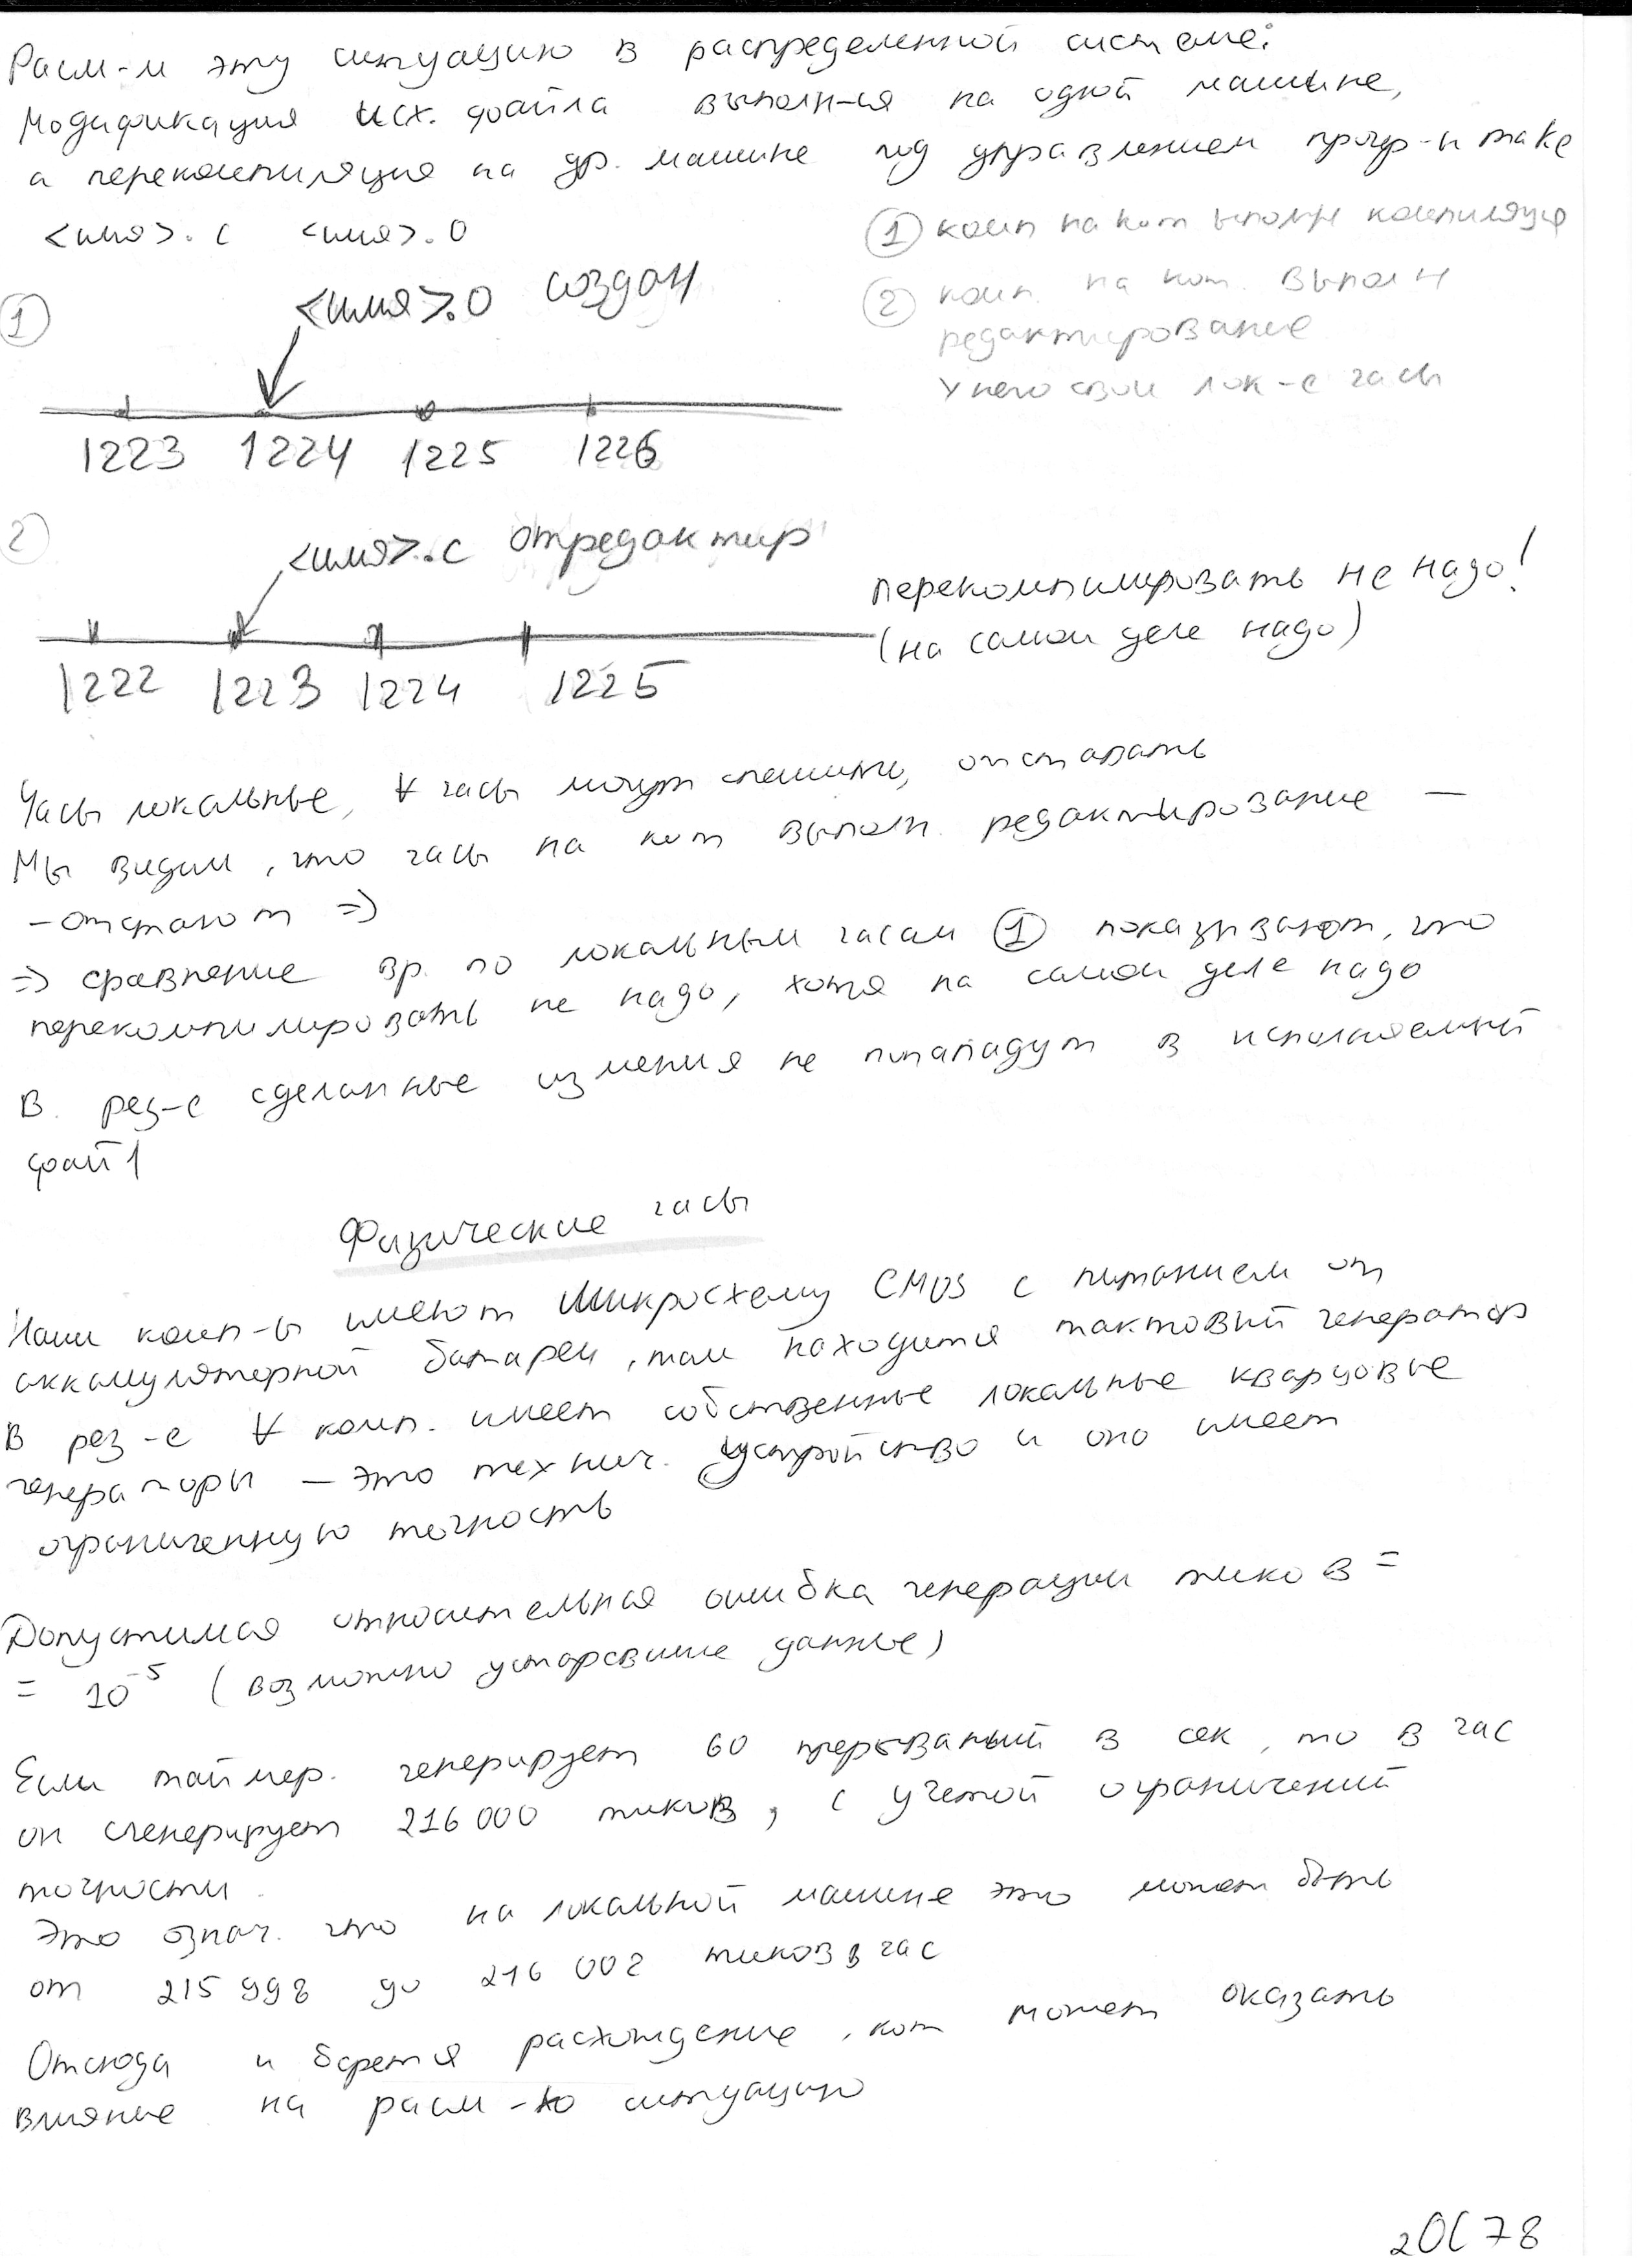 Расм-м эту ситуацию в распределенной системе:
Модификация исх. файла выполн-ся на одной машине,
а перекомпиляция на др. машине под управлением прогр-ы make
<имя>.c <имя>.o
① комп на кот выполн компиляция
② комп. на кот. выполн
редактирование
У него свои лок-е часы
①
<имя>.o создан
1223 1224 1225 1226
②
<имя>.c отредактир
1222 1223 1224 1225
перекомпилировать не надо!
(на самом деле надо)
Часы локальные, ∀ часы могут спешить, отставать
Мы видим, что часы на кот выполн. редактирование —
- отстают =>
=> сравнение вр. по локальным часам ① показывают, что
перекомпилировать не надо, хотя на самом деле надо
В рез-е сделанные изменения не попападут в исполняемый
файл
Физические часы
Наши комп-ы имеют микросхему CMOS с питанием от
аккамуляторной батареи, там находится тактовый генератор
В рез-е ∀ комп. имеет собственные локальные кварцовые
генераторы — это технич. устройство и оно имеет
ограниченную точность
Допустимая относительная ошибка генерации тиков =
= 10⁻⁵ (возможно устаревшие данные)
Если таймер. генерирует 60 прерываний в сек, то в час
он сгенерирует 216 000 тиков, с учетом ограничений
точности.
Это означ. что на локальной машине это может быть
от 215 998 до 216 002 тиков в час
Отсюда и берется расхождение, кот может оказать
влияние на расм-ю ситуацию
2ОС 78